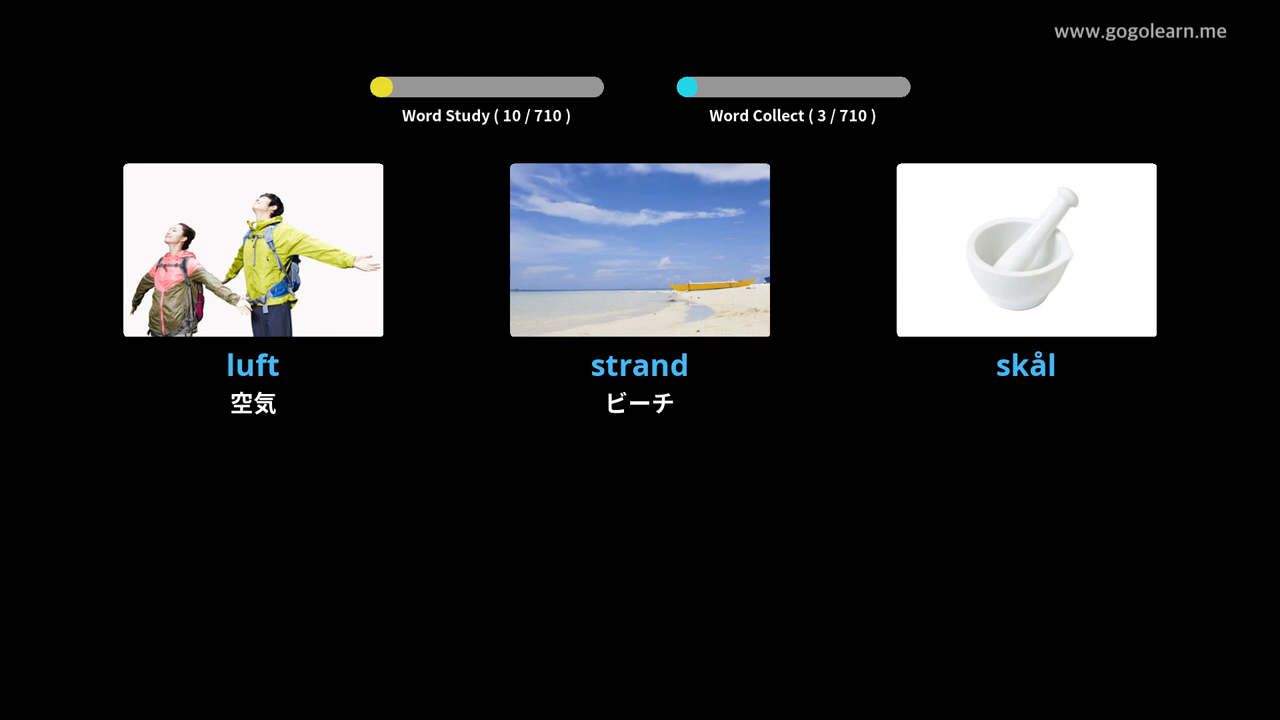 www.gogolearn.me
Word Study ( 10 / 710 )
Word Collect ( 3 / 710 )
luft
空気
strand
ビーチ
skål